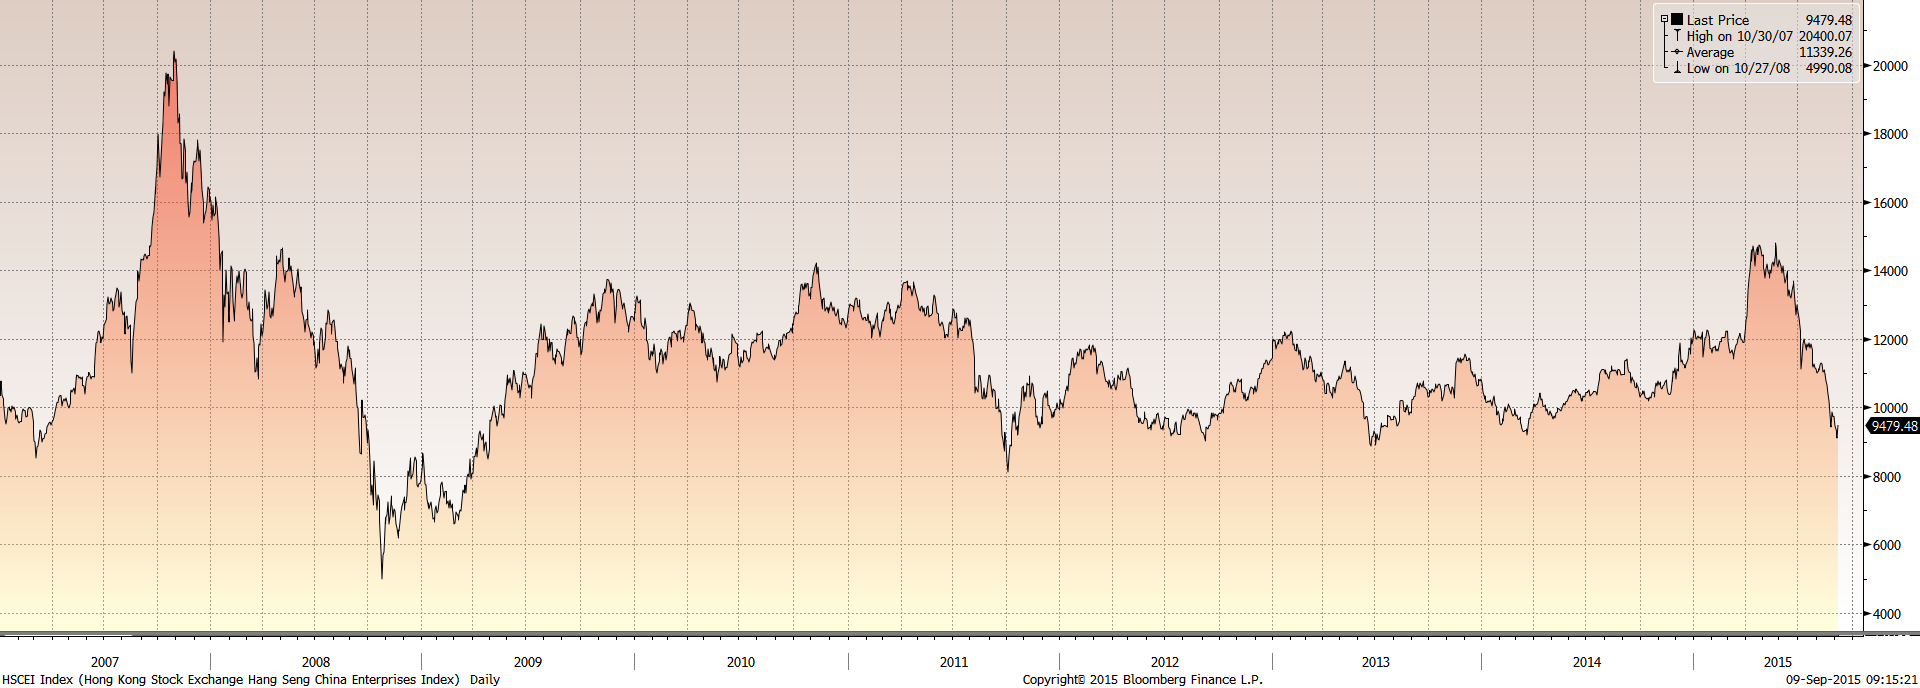 Last Price 9479.48
High on 10/30/07 20400.07
Average 11339.26
Low on 10/27/08 4990.08
20000
18000
16000
14000
12000
10000
9479.48
8000
6000
4000
2007 2008 2009 2010 2011 2012 2013 2014 2015
HSCEI Index (Hong Kong Stock Exchange Hang Seng China Enterprises Index) Daily Copyright© 2015 Bloomberg Finance L.P. 09-Sep-2015 09:15:21